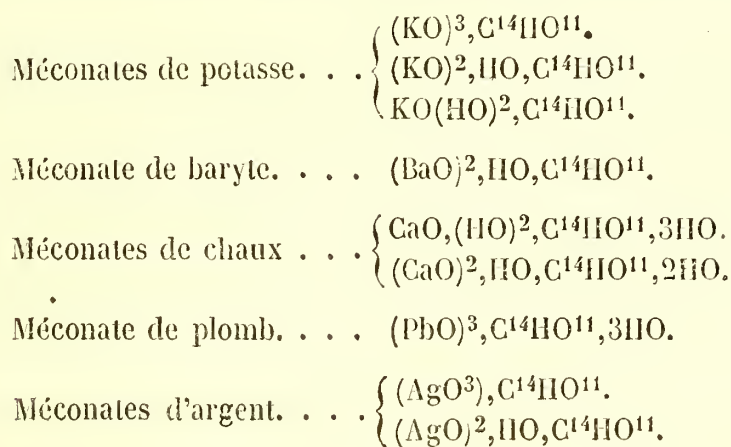 (KO)³,C¹⁴HO¹¹.
Méconates de potasse. . . (KO)²,HO,C¹⁴HO¹¹.
KO(HO)²,C¹⁴HO¹¹.
Méconate de baryte. . . . (BaO)²,HO,C¹⁴HO¹¹.
Méconates de chaux . . . CaO,(HO)²,C¹⁴HO¹¹,3HO.
(CaO)²,HO,C¹⁴HO¹¹,2HO.
Méconate de plomb. . . . (PbO)³,C¹⁴HO¹¹,3HO.
Méconates d'argent. . . . (AgO³),C¹⁴HO¹¹.
(AgO)²,HO,C¹⁴HO¹¹.